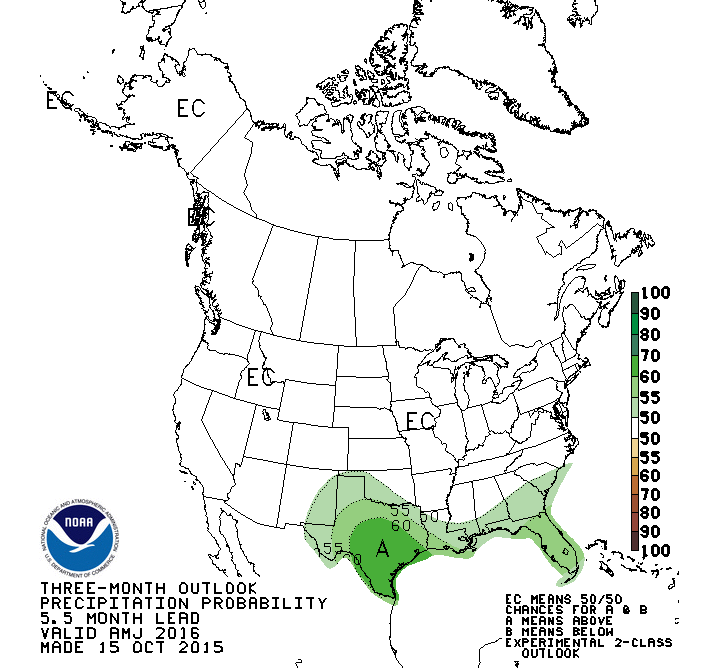 EC
EC
EC
EC
EC
55
50
60
A
55
0
100
90
80
70
60
55
50
50
55
60
70
80
90
100
NATIONAL OCEANIC AND ATMOSPHERIC ADMINISTRATION
NOAA
U.S. DEPARTMENT OF COMMERCE
THREE-MONTH OUTLOOK
PRECIPITATION PROBABILITY
5.5 MONTH LEAD
VALID AMJ 2016
MADE 15 OCT 2015
EC MEANS 50/50
CHANCES FOR A & B
A MEANS ABOVE
B MEANS BELOW
EXPERIMENTAL 2-CLASS
OUTLOOK